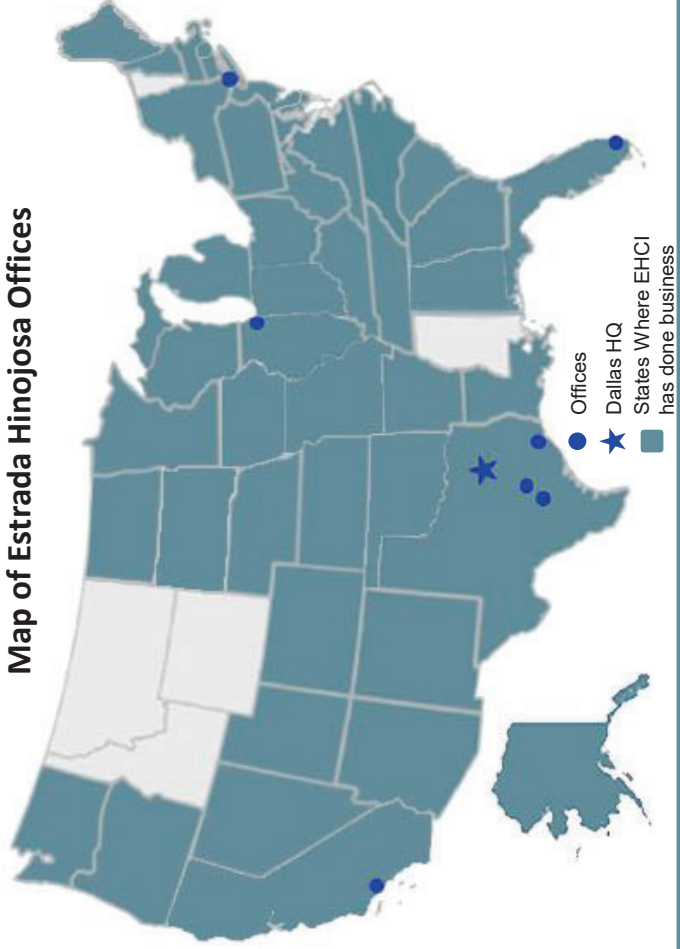 Map of Estrada Hinojosa Offices
Offices
Dallas HQ
States Where EHCI
has done business